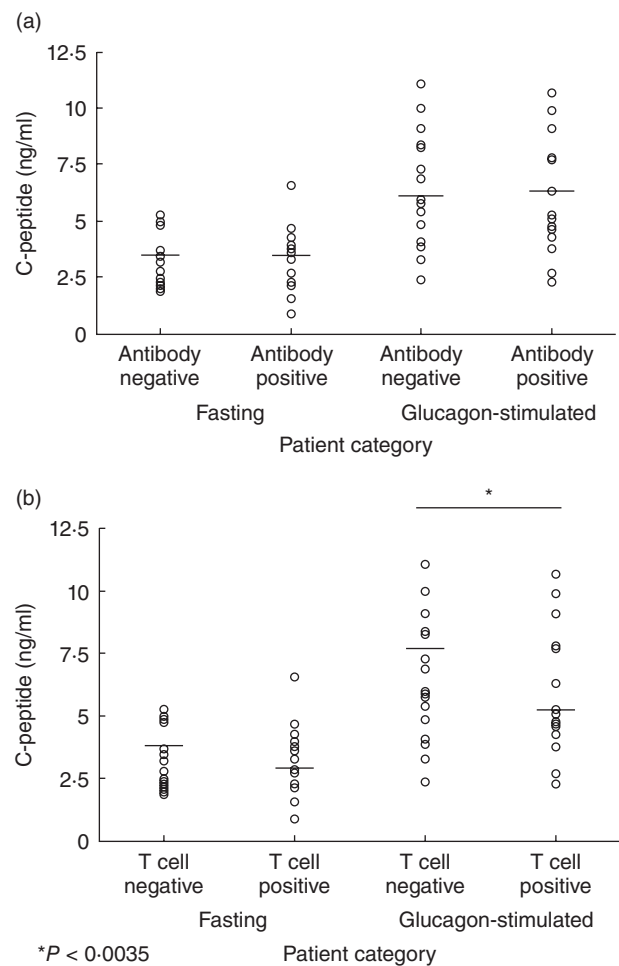 (a)
12·5
10
7·5
5
2·5
0
C-peptide (ng/ml)
Antibody negative
Antibody positive
Antibody negative
Antibody positive
Fasting
Glucagon-stimulated
Patient category
(b)
*
12·5
10
7·5
5
2·5
0
C-peptide (ng/ml)
T cell negative
T cell positive
T cell negative
T cell positive
Fasting
Glucagon-stimulated
*P < 0·0035
Patient category